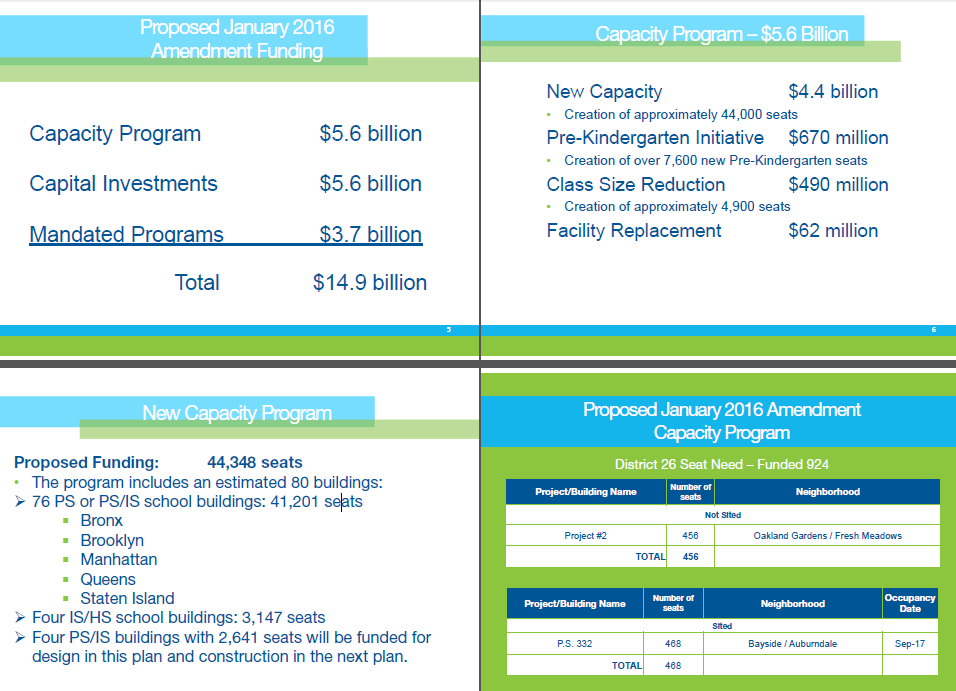 Proposed January 2016
Amendment Funding
Capacity Program $5.6 billion
Capital Investments $5.6 billion
Mandated Programs $3.7 billion
Total $14.9 billion
5
Capacity Program – $5.6 Billion
New Capacity $4.4 billion
• Creation of approximately 44,000 seats
Pre-Kindergarten Initiative $670 million
• Creation of over 7,600 new Pre-Kindergarten seats
Class Size Reduction $490 million
• Creation of approximately 4,900 seats
Facility Replacement $62 million
6
New Capacity Program
Proposed Funding: 44,348 seats
• The program includes an estimated 80 buildings:
➢ 76 PS or PS/IS school buildings: 41,201 seats
▪ Bronx
▪ Brooklyn
▪ Manhattan
▪ Queens
▪ Staten Island
➢ Four IS/HS school buildings: 3,147 seats
➢ Four PS/IS buildings with 2,641 seats will be funded for
design in this plan and construction in the next plan.
Proposed January 2016 Amendment
Capacity Program
District 26 Seat Need – Funded 924
Project/Building Name Number of seats Neighborhood
Not Sited
Project #2 456 Oakland Gardens / Fresh Meadows
TOTAL 456
Project/Building Name Number of seats Neighborhood Occupancy Date
Sited
P.S. 332 468 Bayside / Auburndale Sep-17
TOTAL 468